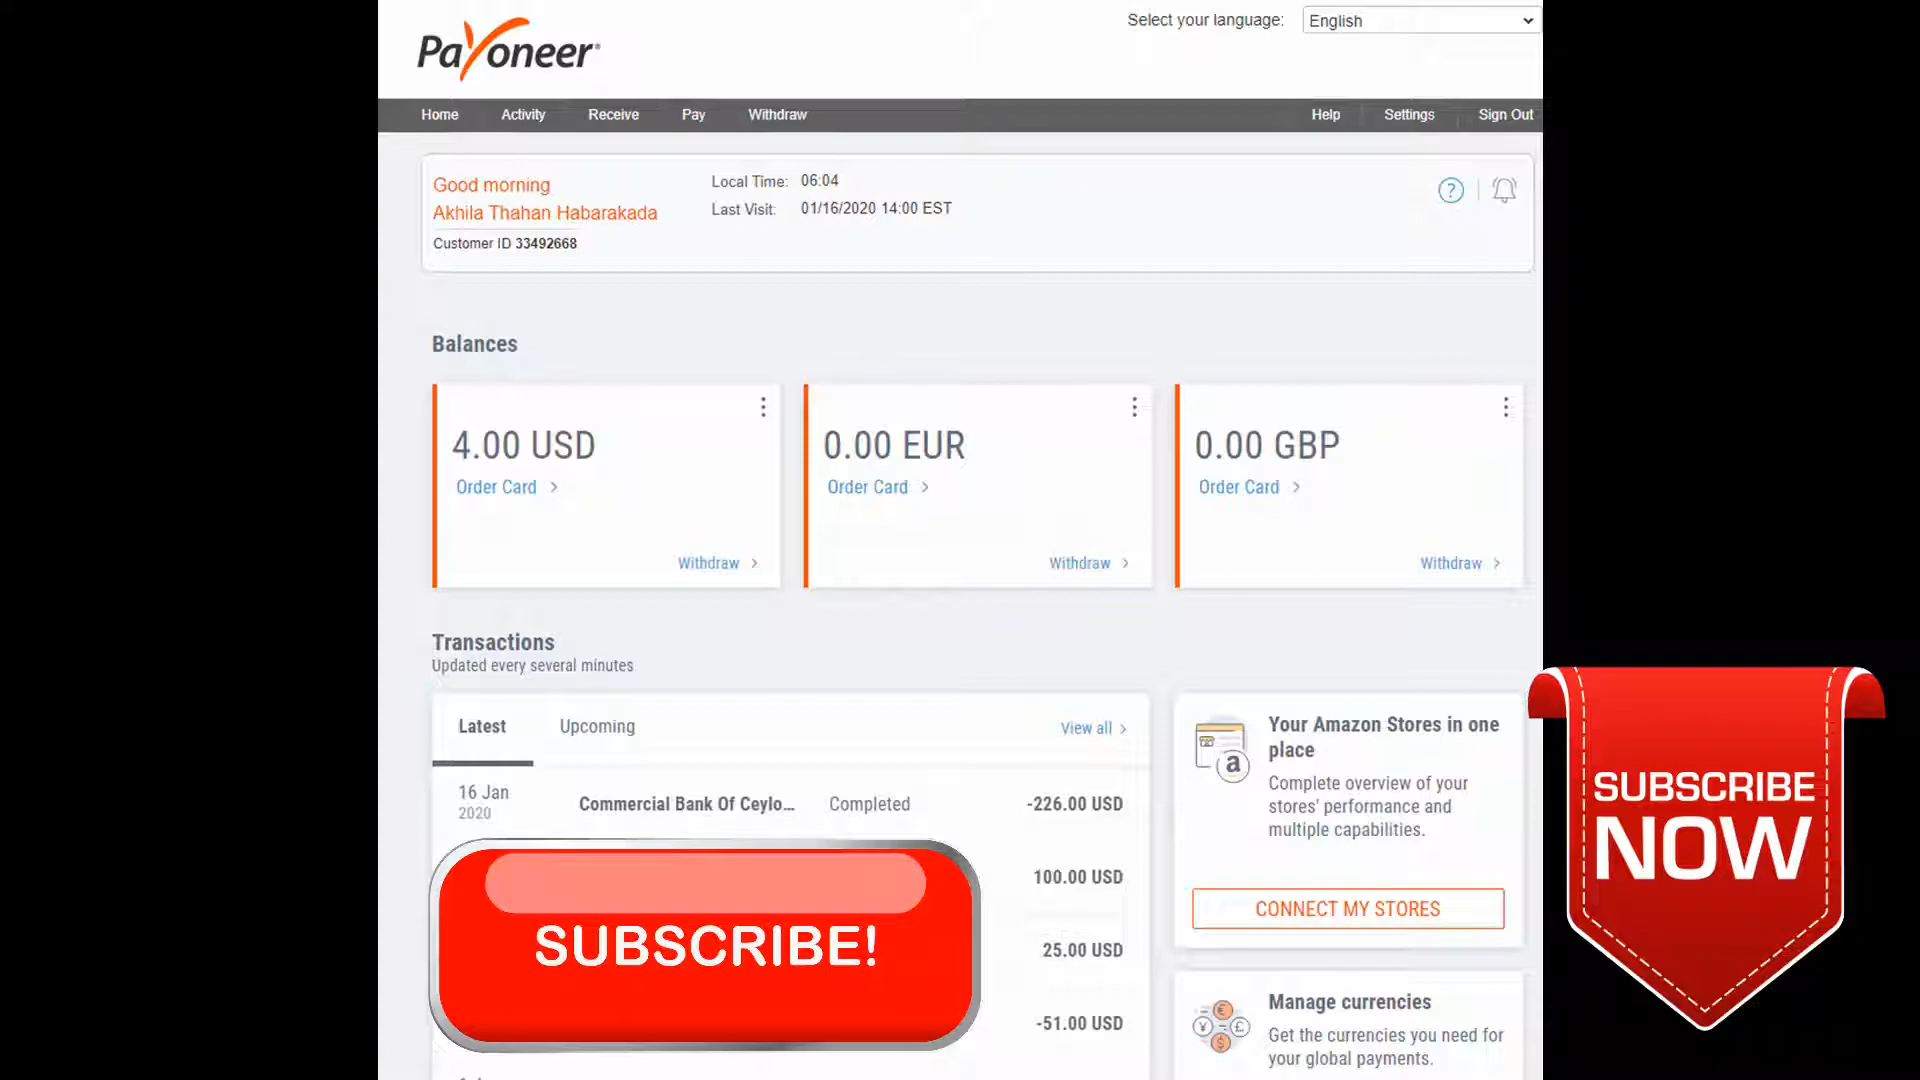 Select your language: English
Payoneer
Home Activity Receive Pay Withdraw Help Settings Sign Out
Good morning
Akhila Thahan Habarakada
Customer ID 33492668
Local Time: 06:04
Last Visit: 01/16/2020 14:00 EST
?
Balances
4.00 USD
Order Card >
Withdraw >
0.00 EUR
Order Card >
Withdraw >
0.00 GBP
Order Card >
Withdraw >
Transactions
Updated every several minutes
Latest Upcoming View all >
16 Jan
2020
Commercial Bank Of Ceylo... Completed -226.00 USD
100.00 USD
25.00 USD
-51.00 USD
SUBSCRIBE!
a
Your Amazon Stores in one
place
Complete overview of your
stores' performance and
multiple capabilities.
CONNECT MY STORES
Manage currencies
Get the currencies you need for
your global payments.
SUBSCRIBE
NOW